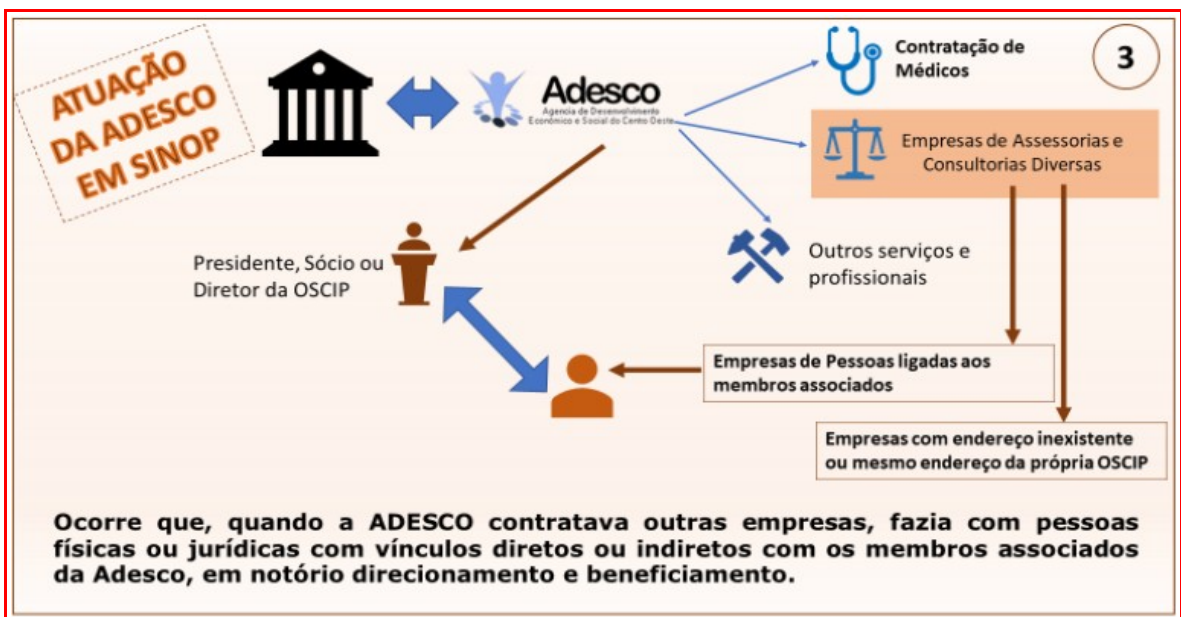 ATUAÇÃO
DA ADESCO
EM SINOP
Adesco
Agencia de Desenvolvimento
Econômico e Social do Centro Oeste
Contratação de
Médicos
3
Empresas de Assessorias e
Consultorias Diversas
Presidente, Sócio ou
Diretor da OSCIP
Outros serviços e
profissionais
Empresas de Pessoas ligadas aos
membros associados
Empresas com endereço inexistente
ou mesmo endereço da própria OSCIP
Ocorre que, quando a ADESCO contratava outras empresas, fazia com pessoas
físicas ou jurídicas com vínculos diretos ou indiretos com os membros associados
da Adesco, em notório direcionamento e beneficiamento.